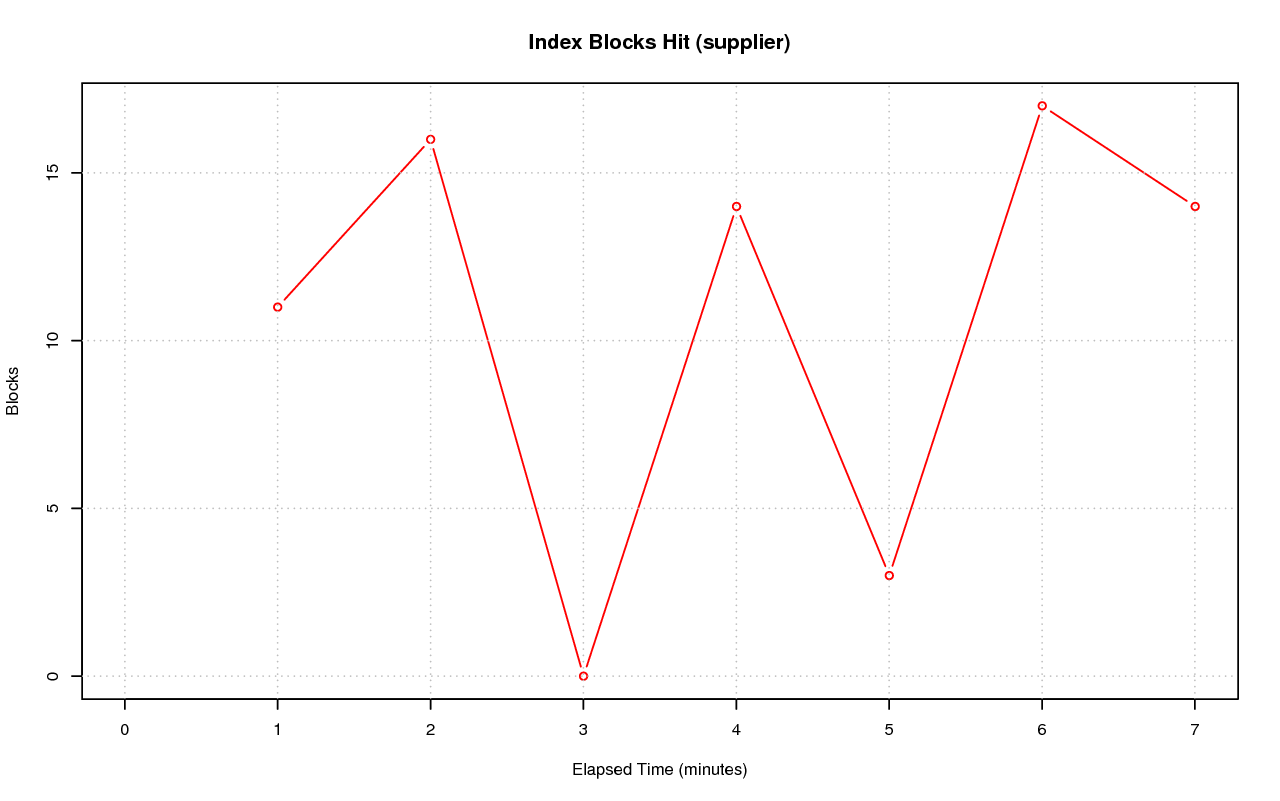 Index Blocks Hit (supplier)
15
10
5
0
Blocks
0 1 2 3 4 5 6 7
Elapsed Time (minutes)